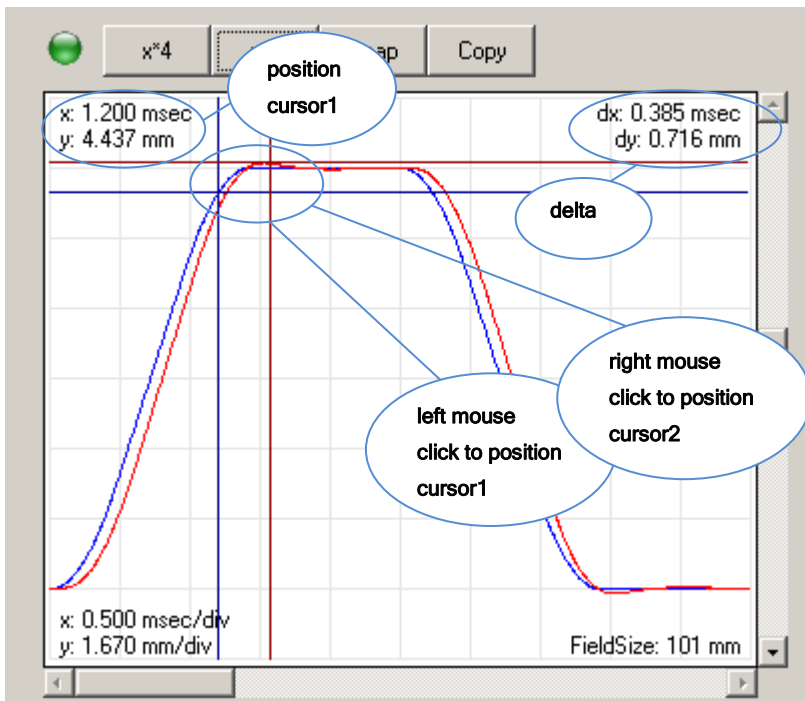 x*4
ap
Copy
position
cursor1
x: 1.200 msec
y: 4.437 mm
dx: 0.385 msec
dy: 0.716 mm
delta
right mouse
click to position
cursor2
left mouse
click to position
cursor1
x: 0.500 msec/div
y: 1.670 mm/div
FieldSize: 101 mm